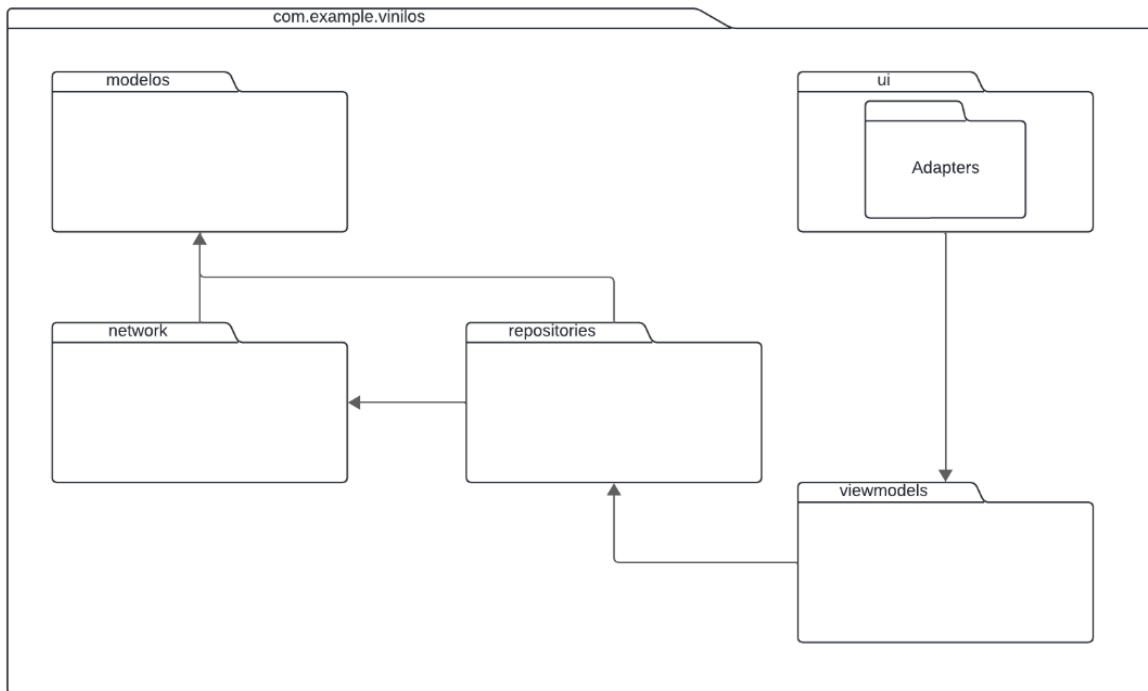 com.example.vinilos
modelos
ui
Adapters
network
repositories
viewmodels